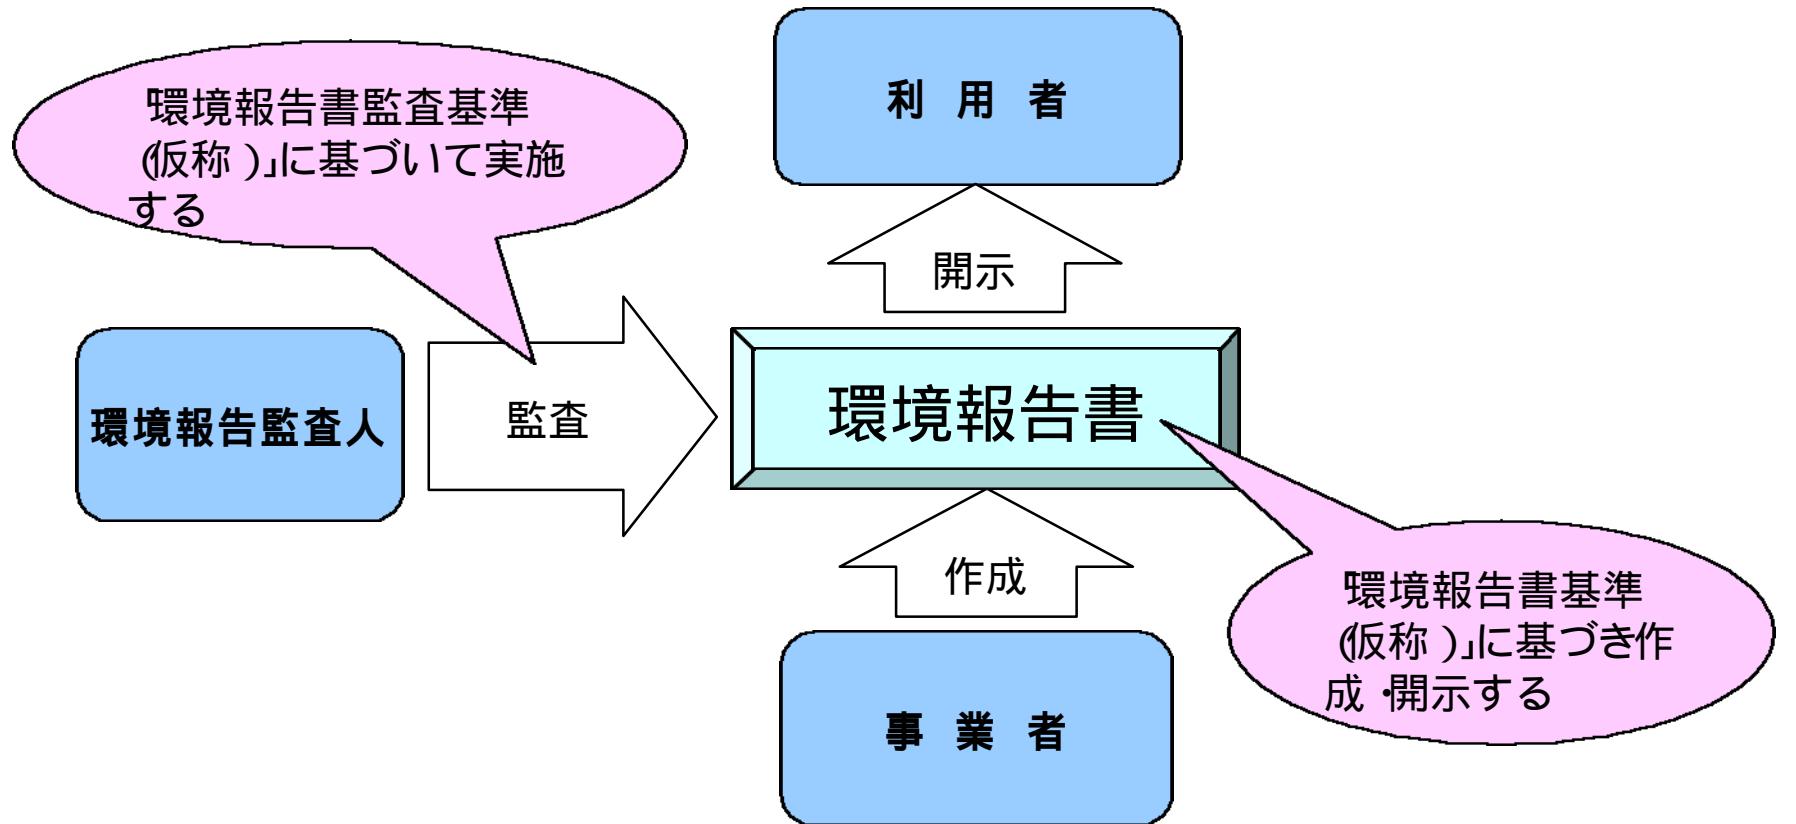 利用者
「環境報告書監査基準
(仮称)」に基づいて実施
する
開示
環境報告監査人
監査
環境報告書
作成
「環境報告書基準
(仮称)」に基づき作
成・開示する
事業者